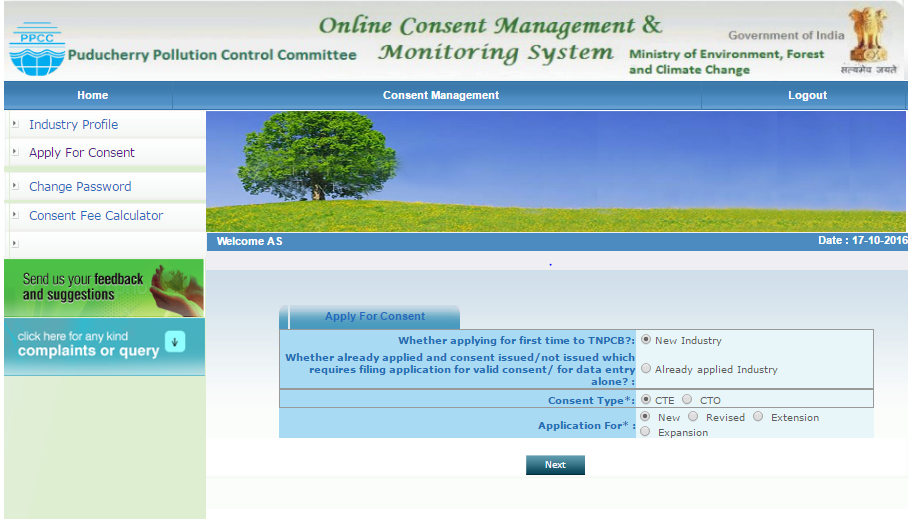 Online Consent Management &
Monitoring System
PPCC
Puducherry Pollution Control Committee
Government of India
Ministry of Environment, Forest
and Climate Change
सत्यमेव जयते
Home
Consent Management
Logout
Industry Profile
Apply For Consent
Change Password
Consent Fee Calculator
Send us your feedback
and suggestions
click here for any kind
complaints or query
Welcome AS
Date : 17-10-2016
.
Apply For Consent
Whether applying for first time to TNPCB?:
New Industry
Whether already applied and consent issued/not issued which
requires filing application for valid consent/ for data entry
alone? :
Already applied Industry
Consent Type*:
CTE CTO
Application For* :
New Revised Extension
Expansion
Next